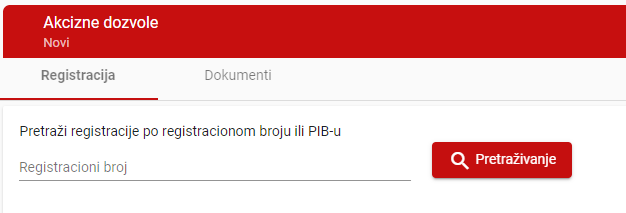 Akcizne dozvole
Novi
Registracija
Dokumenti
Pretraži registracije po registracionom broju ili PIB-u
Registracioni broj
Pretraživanje